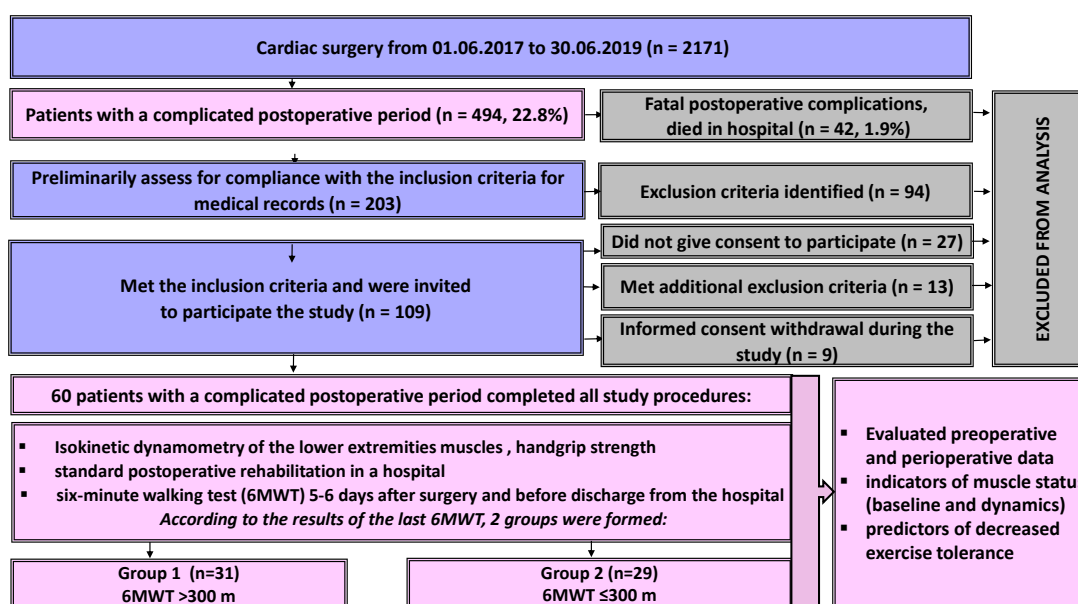 Cardiac surgery from 01.06.2017 to 30.06.2019 (n = 2171)
Patients with a complicated postoperative period (n = 494, 22.8%)
Fatal postoperative complications,
died in hospital (n = 42, 1.9%)
Preliminarily assess for compliance with the inclusion criteria for
medical records (n = 203)
Exclusion criteria identified (n = 94)
Met the inclusion criteria and were invited
to participate the study (n = 109)
Did not give consent to participate (n = 27)
Met additional exclusion criteria (n = 13)
Informed consent withdrawal during the
study (n = 9)
EXCLUDED FROM ANALYSIS
60 patients with a complicated postoperative period completed all study procedures:
▪ Isokinetic dynamometry of the lower extremities muscles , handgrip strength
▪ standard postoperative rehabilitation in a hospital
▪ six-minute walking test (6MWT) 5-6 days after surgery and before discharge from the hospital
According to the results of the last 6MWT, 2 groups were formed:
Group 1 (n=31)
6MWT >300 m
Group 2 (n=29)
6MWT ≤300 m
▪ Evaluated preoperative
and perioperative data
▪ indicators of muscle status
(baseline and dynamics)
▪ predictors of decreased
exercise tolerance